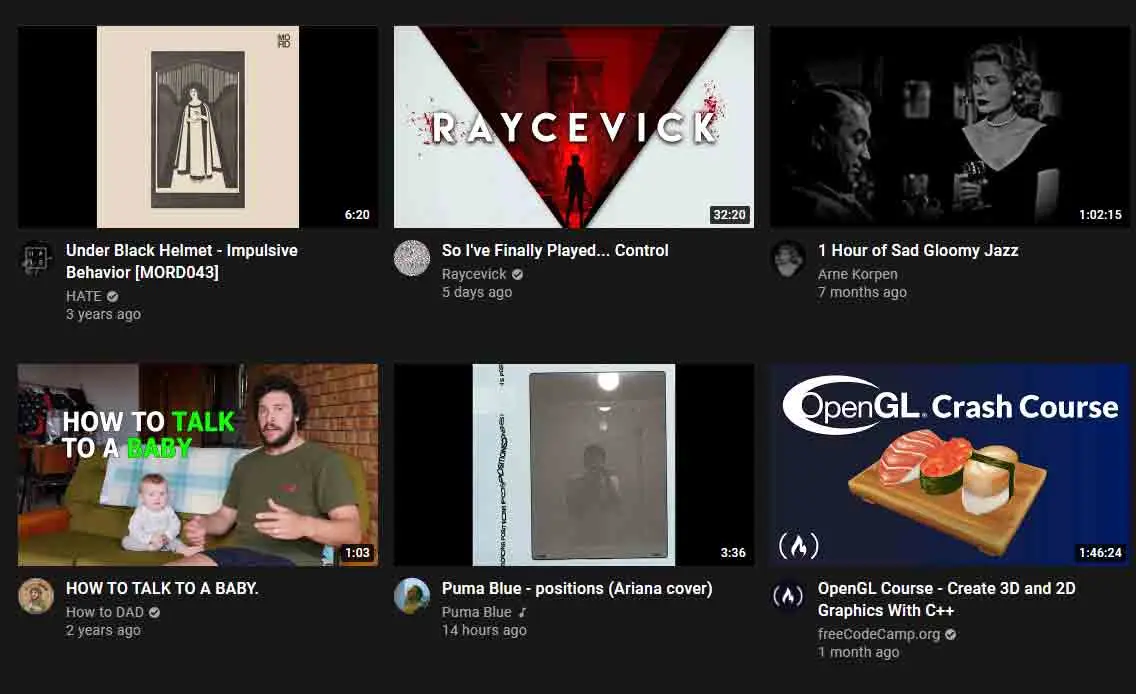 MO
RD
6:20
Under Black Helmet - Impulsive
Behavior [MORD043]
HATE
3 years ago
RAYCEVICK
32:20
So I've Finally Played... Control
Raycevick
5 days ago
1:02:15
1 Hour of Sad Gloomy Jazz
Arne Korpen
7 months ago
HOW TO TALK
TO A BABY
1:03
HOW TO TALK TO A BABY.
How to DAD
2 years ago
3:36
Puma Blue - positions (Ariana cover)
Puma Blue
14 hours ago
OpenGL. Crash Course
1:46:24
OpenGL Course - Create 3D and 2D
Graphics With C++
freeCodeCamp.org
1 month ago